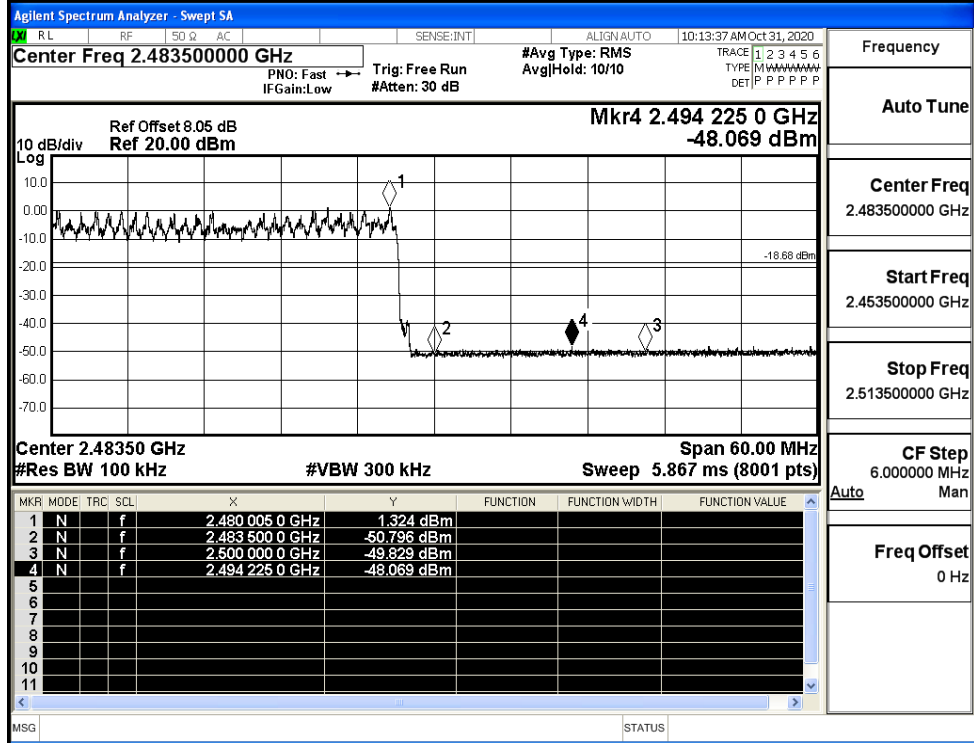 Agilent Spectrum Analyzer - Swept SA
LXI RL RF 50 Ω AC SENSE:INT ALIGN AUTO 10:13:37 AM Oct 31, 2020
Center Freq 2.483500000 GHz
PNO: Fast
IFGain:Low
Trig: Free Run
#Atten: 30 dB
#Avg Type: RMS
Avg|Hold: 10/10
TRACE 1 2 3 4 5 6
TYPE M W W W W W
DET P P P P P P
Mkr4 2.494 225 0 GHz
-48.069 dBm
Ref Offset 8.05 dB
10 dB/div Ref 20.00 dBm
Log
10.0
0.00
-10.0
-20.0
-30.0
-40.0
-50.0
-60.0
-70.0
1
-18.68 dBm
2
4
3
Center 2.48350 GHz Span 60.00 MHz
#Res BW 100 kHz #VBW 300 kHz Sweep 5.867 ms (8001 pts)
MKR MODE TRC SCL X Y FUNCTION FUNCTION WIDTH FUNCTION VALUE
1 N f 2.480 005 0 GHz 1.324 dBm
2 N f 2.483 500 0 GHz -50.796 dBm
3 N f 2.500 000 0 GHz -49.829 dBm
4 N f 2.494 225 0 GHz -48.069 dBm
5
6
7
8
9
10
11
MSG STATUS
Frequency
Auto Tune
Center Freq
2.483500000 GHz
Start Freq
2.453500000 GHz
Stop Freq
2.513500000 GHz
CF Step
6.000000 MHz
Auto Man
Freq Offset
0 Hz